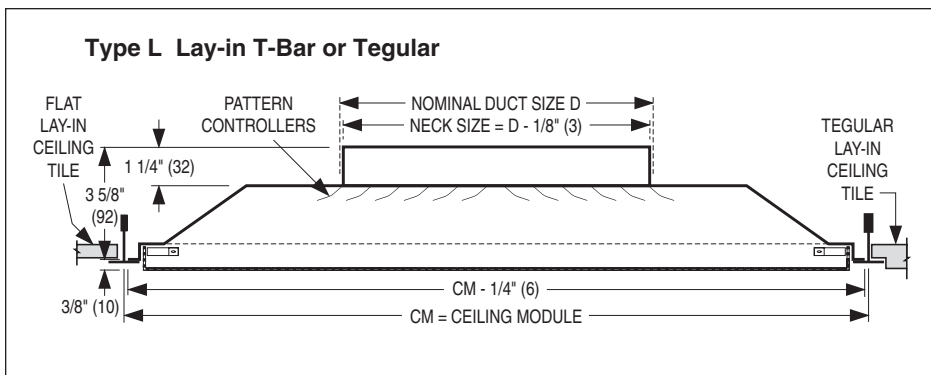 Type L Lay-in T-Bar or Tegular
FLAT
LAY-IN
CEILING
TILE
PATTERN
CONTROLLERS
NOMINAL DUCT SIZE D
NECK SIZE = D - 1/8" (3)
TEGULAR
LAY-IN
CEILING
TILE
1 1/4" (32)
3 5/8"
(92)
3/8" (10)
CM - 1/4" (6)
CM = CEILING MODULE